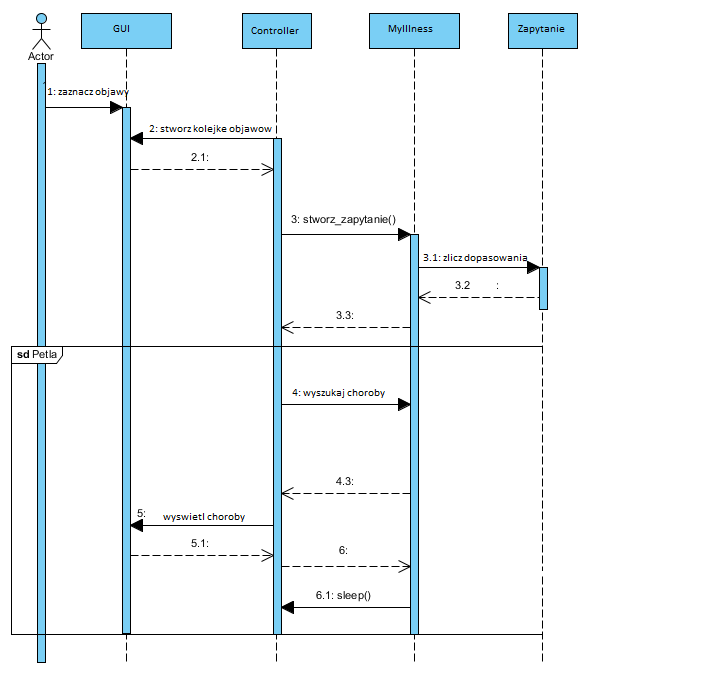 GUI
Controller
MyIllness
Zapytanie
Actor
1: zaznacz objawy
2: stworz kolejke objawow
2.1:
3: stworz_zapytanie()
3.1: zlicz dopasowania
3.2 :
3.3:
sd Petla
4: wyszukaj choroby
4.3:
5: wyswietl choroby
5.1:
6:
6.1: sleep()